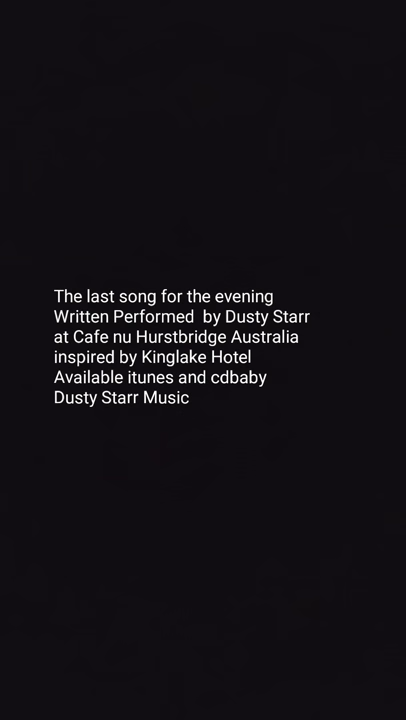 The last song for the evening
Written Performed  by Dusty Starr
at Cafe nu Hurstbridge Australia
inspired by Kinglake Hotel
Available itunes and cdbaby
Dusty Starr Music